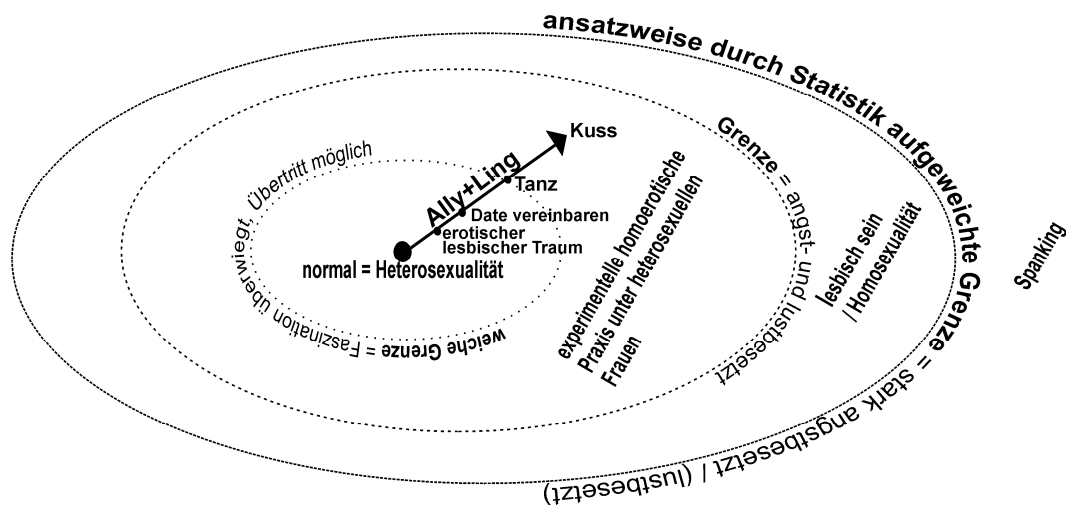 ansatzweise durch Statistik aufgeweichte Grenze = stark angstbesetzt / (lustbesetzt)
Grenze = angst- und lustbesetzt
weiche Grenze = Faszination überwiegt, Übertritt möglich
Kuss
Ally+Ling
Tanz
Date vereinbaren
erotischer
lesbischer Traum
normal = Heterosexualität
experimentelle homoerotische
Praxis unter heterosexuellen
Frauen
lesbisch sein
/ Homosexualität
Spanking